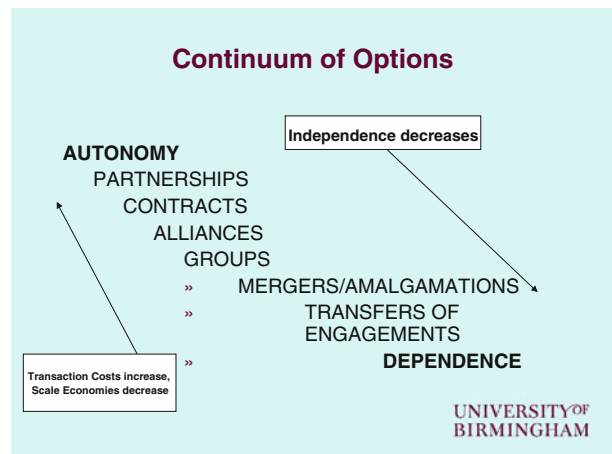 Continuum of Options
Independence decreases
AUTONOMY
PARTNERSHIPS
CONTRACTS
ALLIANCES
GROUPS
» MERGERS/AMALGAMATIONS
» TRANSFERS OF
ENGAGEMENTS
» DEPENDENCE
Transaction Costs increase,
Scale Economies decrease
UNIVERSITY OF
BIRMINGHAM